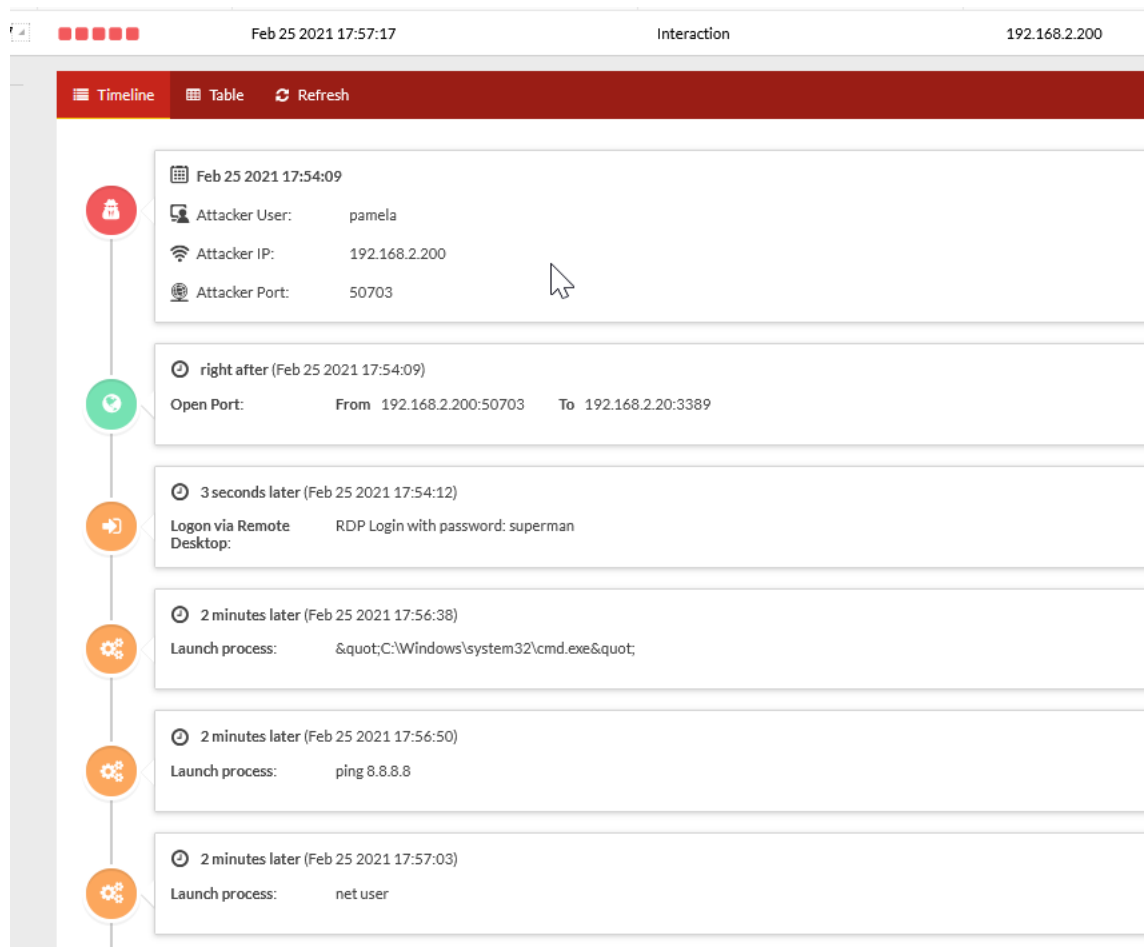 Feb 25 2021 17:57:17 Interaction 192.168.2.200
Timeline Table Refresh
Feb 25 2021 17:54:09
Attacker User: pamela
Attacker IP: 192.168.2.200
Attacker Port: 50703
right after (Feb 25 2021 17:54:09)
Open Port: From 192.168.2.200:50703 To 192.168.2.20:3389
3 seconds later (Feb 25 2021 17:54:12)
Logon via Remote Desktop: RDP Login with password: superman
2 minutes later (Feb 25 2021 17:56:38)
Launch process: &quot;C:\Windows\system32\cmd.exe&quot;
2 minutes later (Feb 25 2021 17:56:50)
Launch process: ping 8.8.8.8
2 minutes later (Feb 25 2021 17:57:03)
Launch process: net user